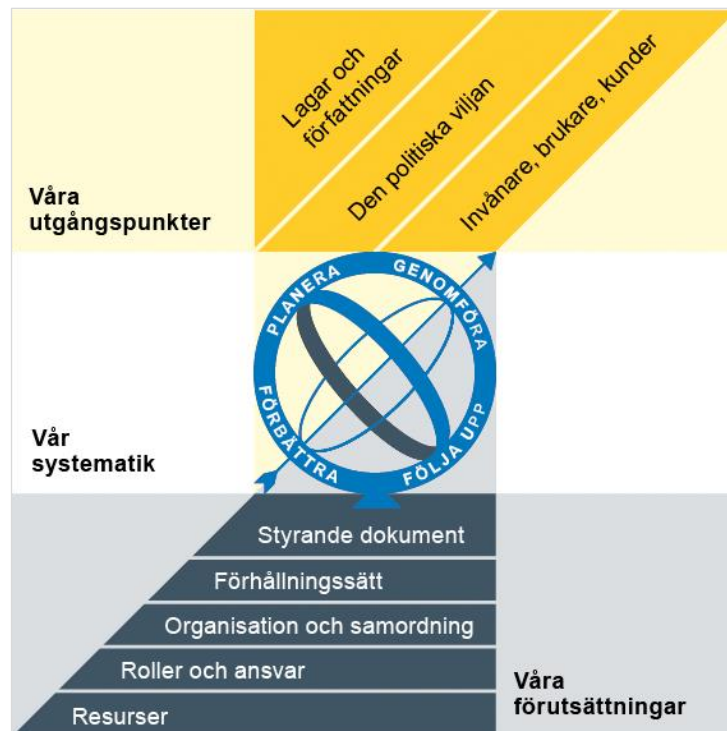 Lagar och
författningar
Den politiska viljan
Invånare, brukare, kunder
Våra
utgångspunkter
PLANERA
GENOMFÖRA
FÖLJA UPP
FÖRBÄTTRA
Vår
systematik
Styrande dokument
Förhållningssätt
Organisation och samordning
Roller och ansvar
Resurser
Våra
förutsättningar